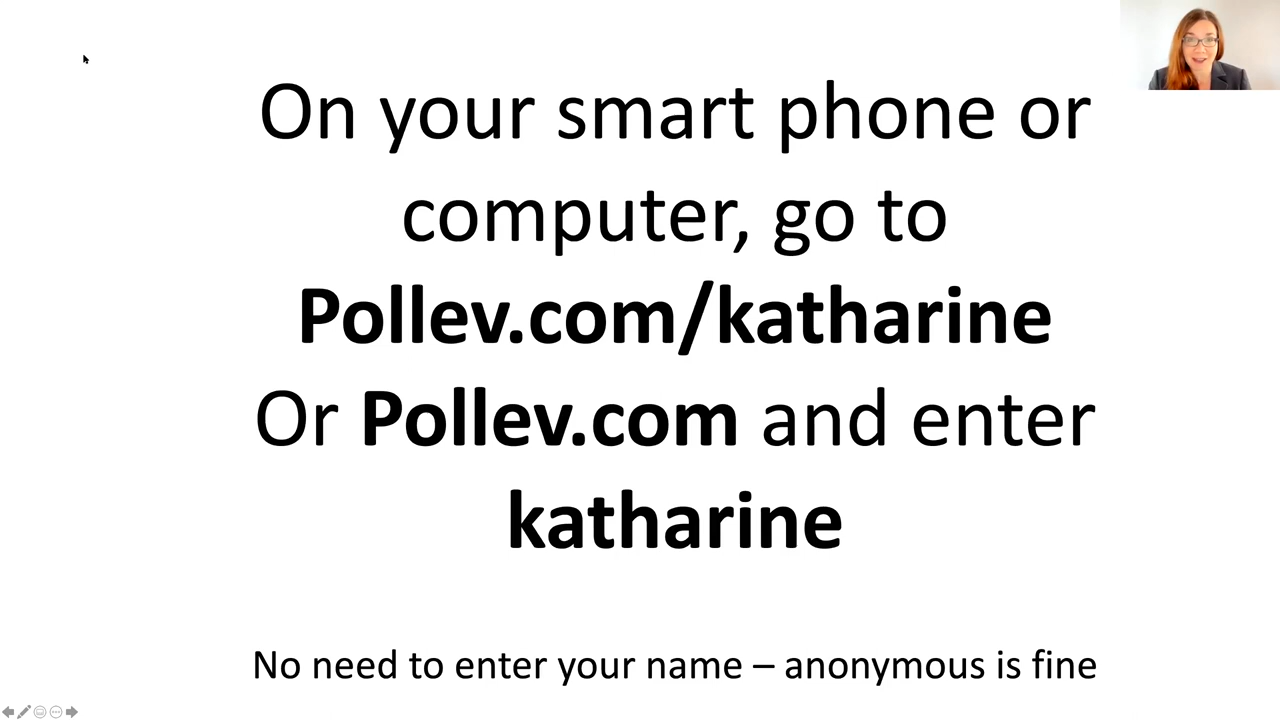 On your smart phone or
computer, go to
Pollev.com/katharine
Or Pollev.com and enter
katharine
No need to enter your name – anonymous is fine